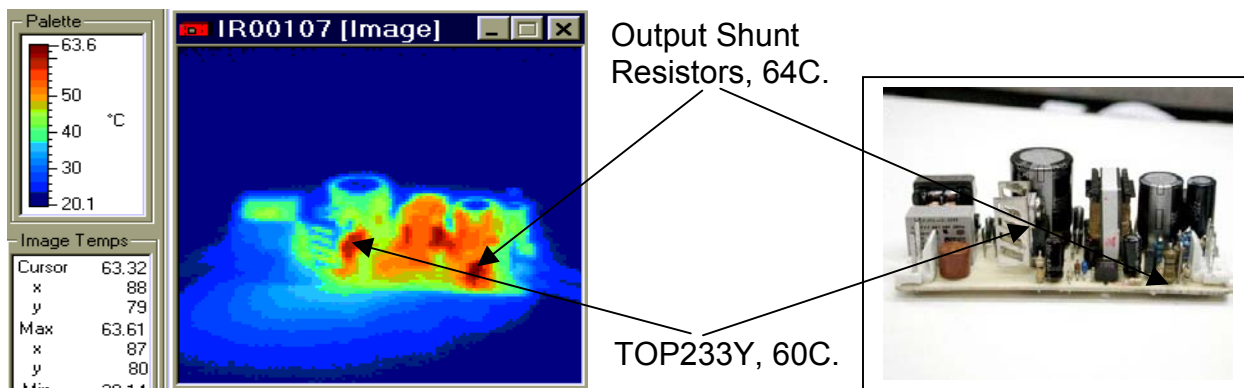 Palette
63.6
50
°C
40
30
20.1
Image Temps
Cursor 63.32
x 88
y 79
Max 63.61
x 87
y 80
IR00107 [Image]
Output Shunt
Resistors, 64C.
TOP233Y, 60C.